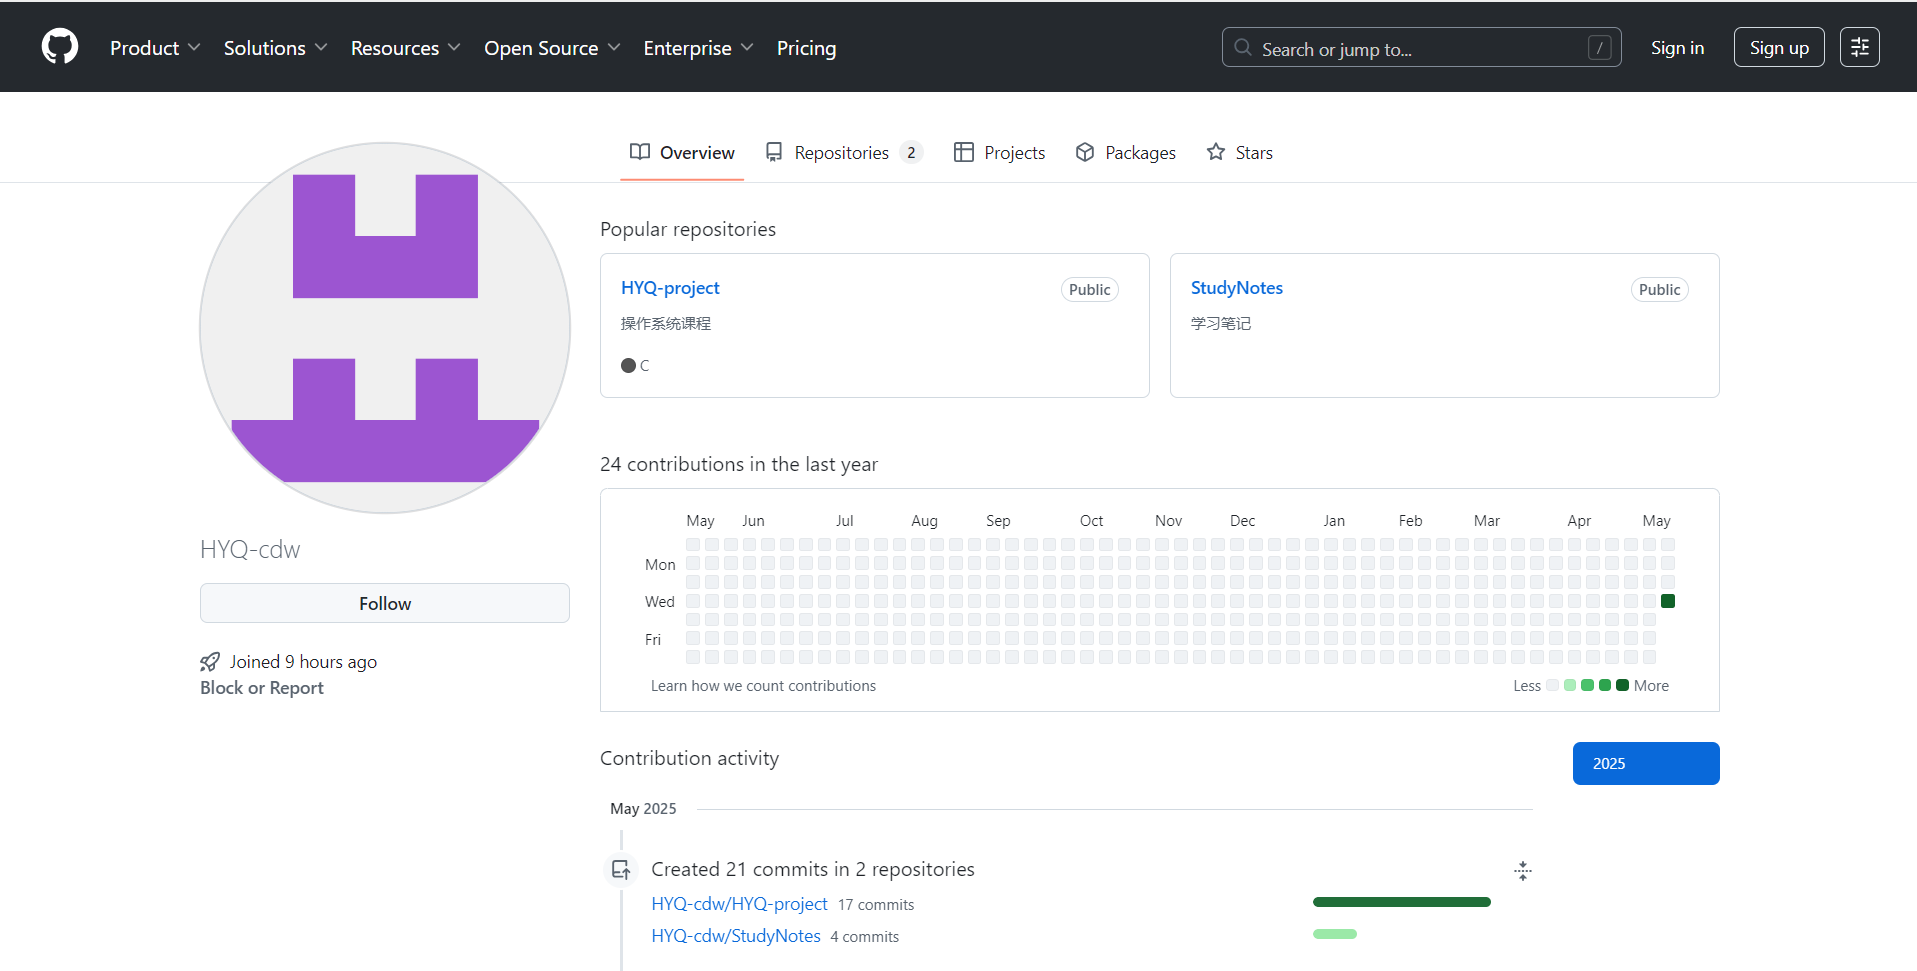 Product Solutions Resources Open Source Enterprise Pricing Search or jump to... / Sign in Sign up
Overview Repositories 2 Projects Packages Stars
HYQ-cdw
Follow
Joined 9 hours ago
Block or Report
Popular repositories
HYQ-project Public
操作系统课程
C
StudyNotes Public
学习笔记
24 contributions in the last year
May Jun Jul Aug Sep Oct Nov Dec Jan Feb Mar Apr May
Mon
Wed
Fri
Learn how we count contributions Less More
Contribution activity
2025
May 2025
Created 21 commits in 2 repositories
HYQ-cdw/HYQ-project 17 commits
HYQ-cdw/StudyNotes 4 commits